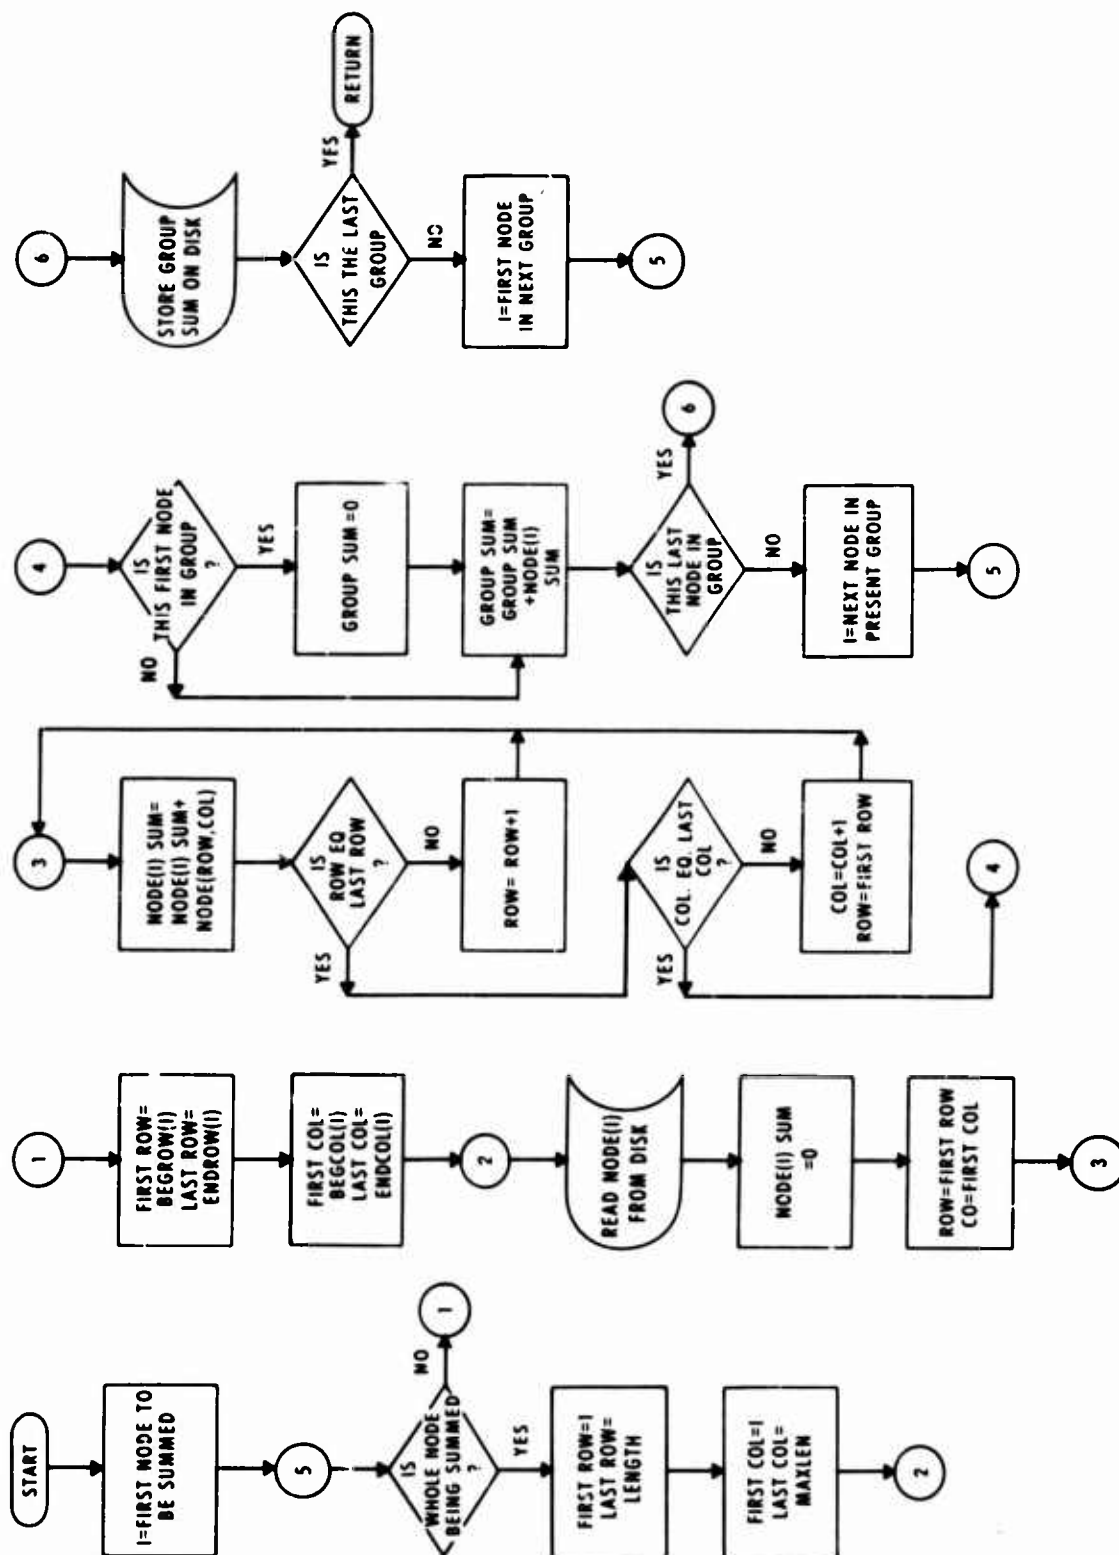 START
I=FIRST NODE TO
BE SUMMED
5
IS
WHOLE NODE
BEING SUMMED
?
NO
1
YES
FIRST ROW=1
LAST ROW=
LENGTH
FIRST COL=1
LAST COL=
MAXLEN
2
1
FIRST ROW=
BEGROW(I)
LAST ROW=
ENDROW(I)
FIRST COL=
BEGCOL(I)
LAST COL=
ENDCOL(I)
2
READ NODE(I)
FROM DISK
NODE(I) SUM
=0
ROW=FIRST ROW
CO=FIRST COL
3
3
NODE(I) SUM=
NODE(I) SUM+
NODE(ROW,COL)
IS
ROW EQ
LAST ROW
?
YES
NO
ROW= ROW+1
IS
COL. EQ. LAST
COL
?
YES
NO
COL=COL+1
ROW=FIRST ROW
4
4
IS
THIS FIRST NODE
IN GROUP
?
NO
YES
GROUP SUM=0
GROUP SUM=
GROUP SUM
+NODE(I)
SUM
IS
THIS LAST
NODE IN
GROUP
YES
6
NO
I=NEXT NODE IN
PRESENT GROUP
5
6
STORE GROUP
SUM ON DISK
IS
THIS THE LAST
GROUP
YES
RETURN
NO
I=FIRST NODE
IN NEXT GROUP
5